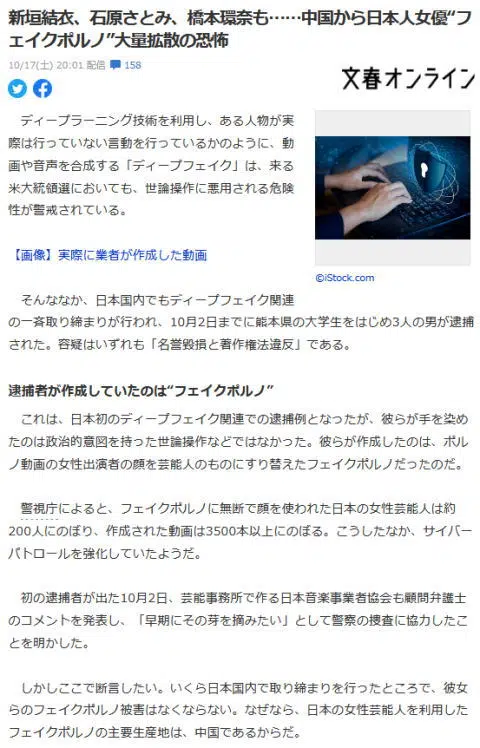 新垣結衣、石原さとみ、橋本環奈も……中国から日本人女優“フ
ェイクポルノ”大量拡散の恐怖
10/17(土) 20:01 配信 158
文春オンライン
ディープラーニング技術を利用し、ある人物が実
際は行っていない言動を行っているかのように、動
画や音声を合成する「ディープフェイク」は、来る
米大統領選においても、世論操作に悪用される危険
性が警戒されている。
【画像】実際に業者が作成した動画
©iStock.com
そんななか、日本国内でもディープフェイク関連
の一斉取り締まりが行われ、10月2日までに熊本県の大学生をはじめ3人の男が逮捕
された。容疑はいずれも「名誉毀損と著作権法違反」である。
逮捕者が作成していたのは“フェイクポルノ”
これは、日本初のディープフェイク関連での逮捕例となったが、彼らが手を染め
たのは政治的意図を持った世論操作などではなかった。彼らが作成したのは、ポル
ノ動画の女性出演者の顔を芸能人のものにすり替えたフェイクポルノだったのだ。
警視庁によると、フェイクポルノに無断で顔を使われた日本の女性芸能人は約
200人にのぼり、作成された動画は3500本以上にのぼる。こうしたなか、サイバー
パトロールを強化していたようだ。
初の逮捕者が出た10月2日、芸能事務所で作る日本音楽事業者協会も顧問弁護士
のコメントを発表し、「早期にその芽を摘みたい」として警察の捜査に協力したこ
とを明かした。
しかしここで断言したい。いくら日本国内で取り締まりを行ったところで、彼女
らのフェイクポルノ被害はなくならない。なぜなら、日本の女性芸能人を利用した
フェイクポルノの主要生産地は、中国であるからだ。